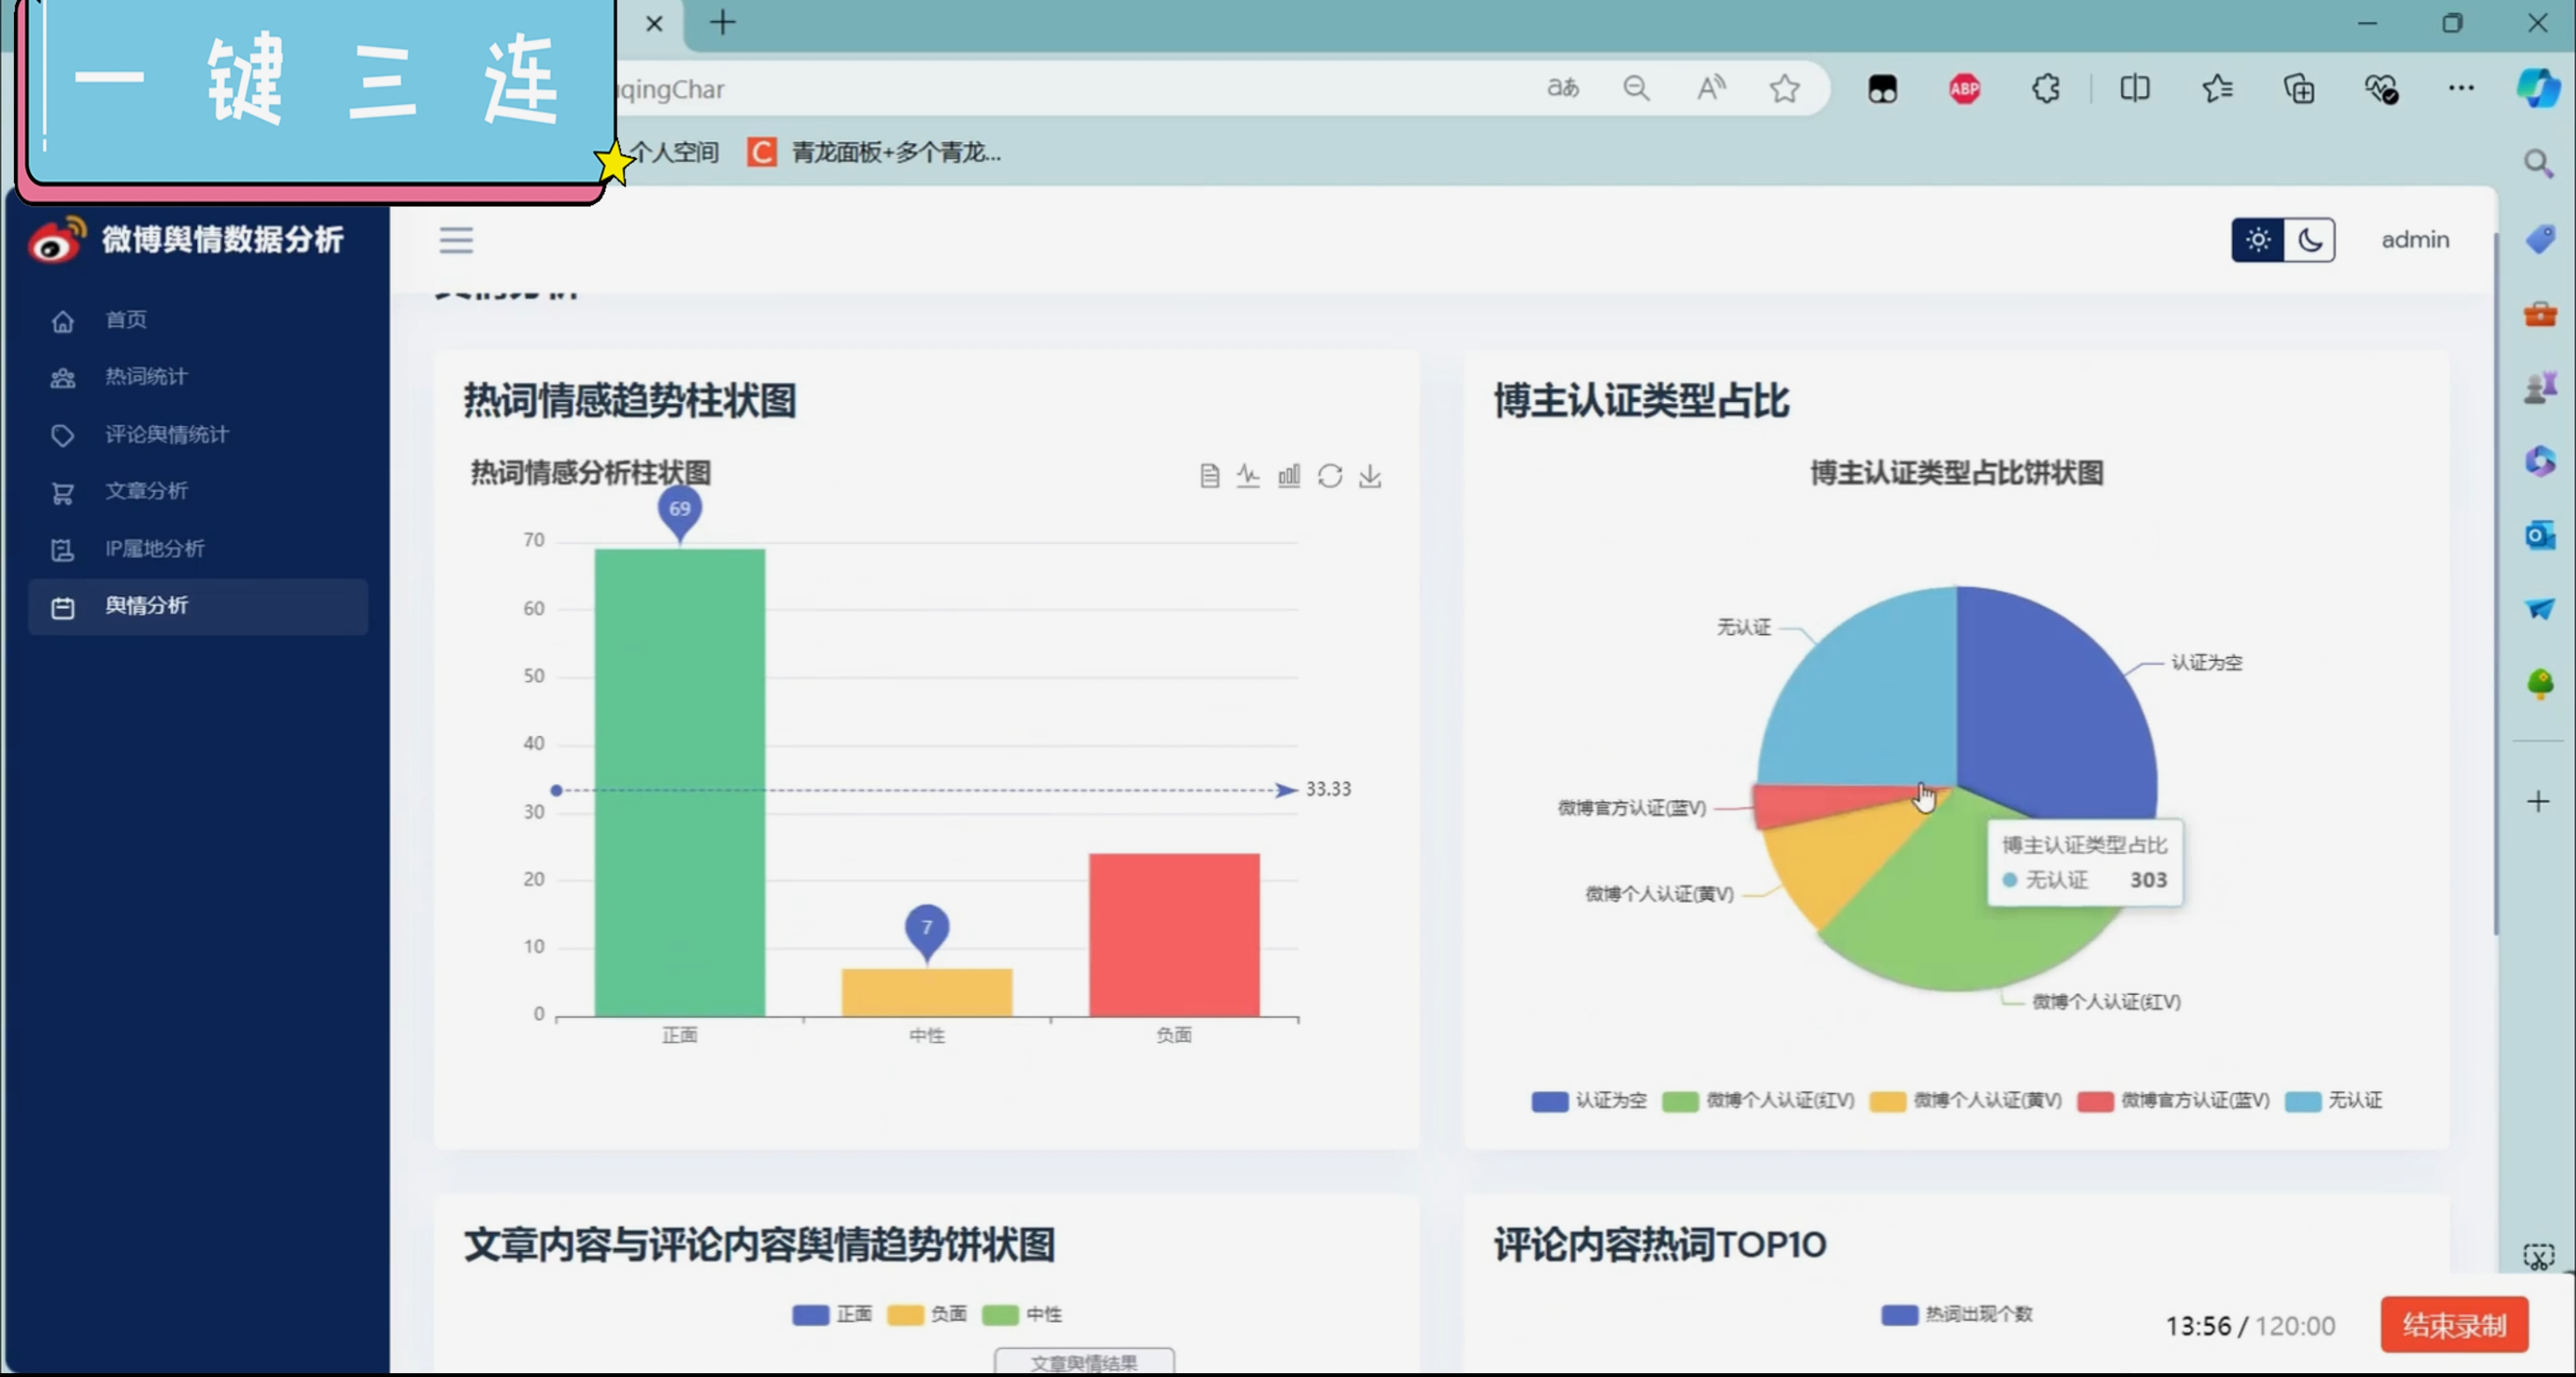 一 键 三 连
qingChar
aあ
A
ABP
个人空间
C
青龙面板+多个青龙...
微博舆情数据分析
admin
首页
热词统计
评论舆情统计
文章分析
IP属地分析
舆情分析
热词情感趋势柱状图
热词情感分析柱状图
69
70
60
50
40
33.33
30
20
7
10
0
正面
中性
负面
博主认证类型占比
博主认证类型占比饼状图
无认证
认证为空
微博官方认证(蓝V)
博主认证类型占比
无认证 303
微博个人认证(黄V)
微博个人认证(红V)
认证为空 微博个人认证(红V) 微博个人认证(黄V) 微博官方认证(蓝V) 无认证
文章内容与评论内容舆情趋势饼状图
正面 负面 中性
文章舆情结果
评论内容热词TOP10
热词出现个数
13:56 / 120:00
结束录制